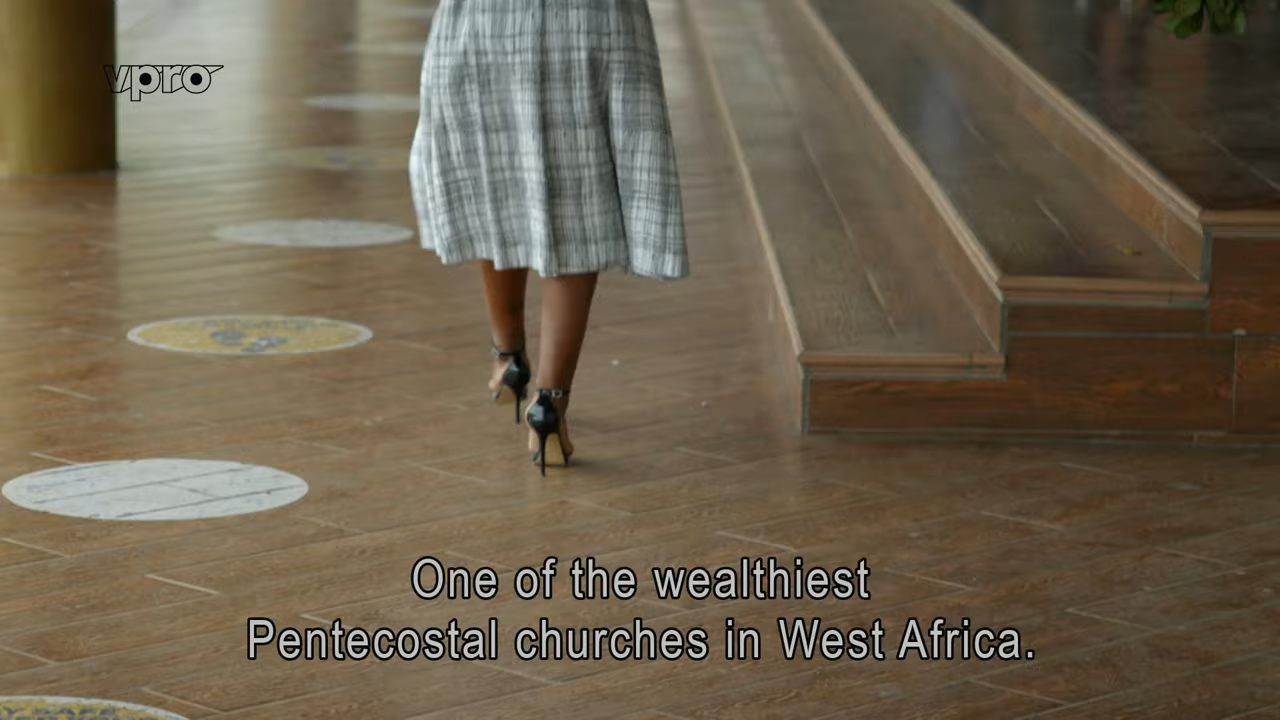 vpro
One of the wealthiest
Pentecostal churches in West Africa.